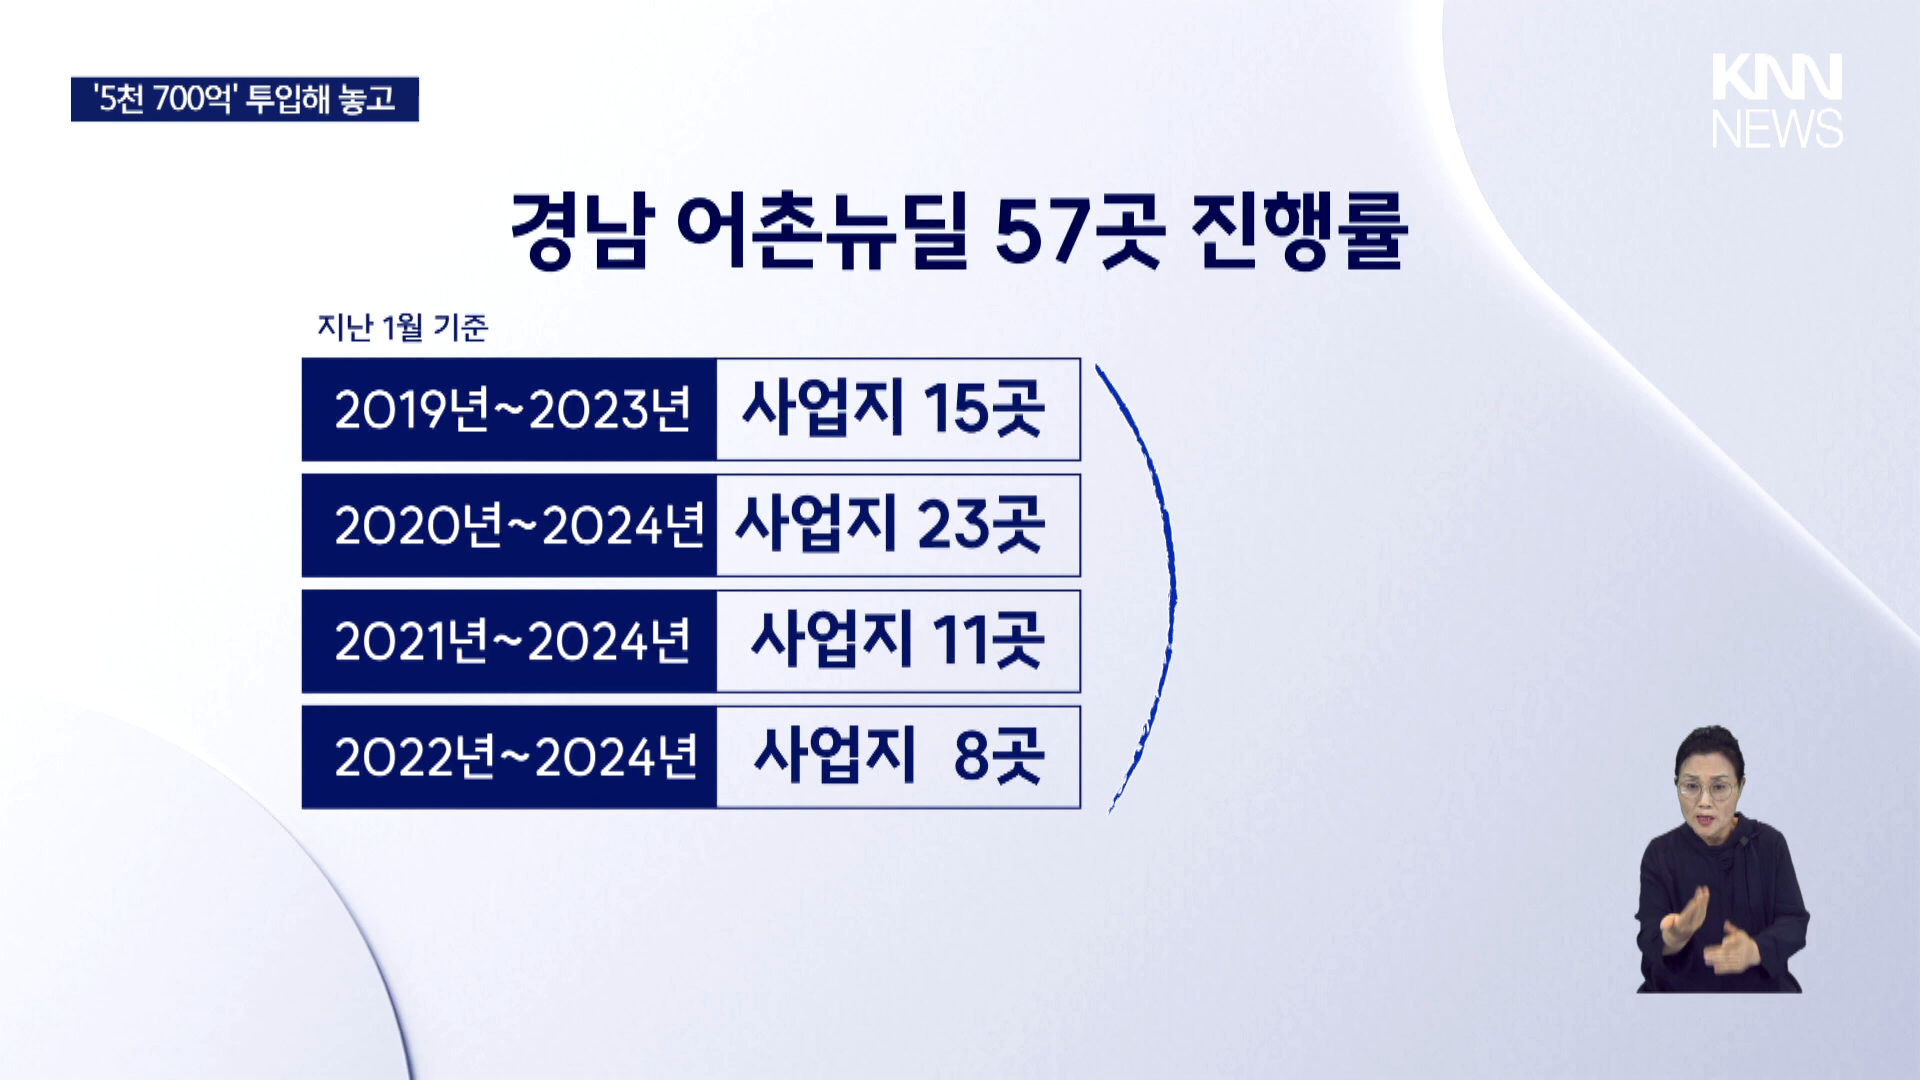 '5천 700억' 투입해 놓고
KNN
NEWS
경남 어촌뉴딜 57곳 진행률
지난 1월 기준
2019년~2023년 사업지 15곳
2020년~2024년 사업지 23곳
2021년~2024년 사업지 11곳
2022년~2024년 사업지 8곳